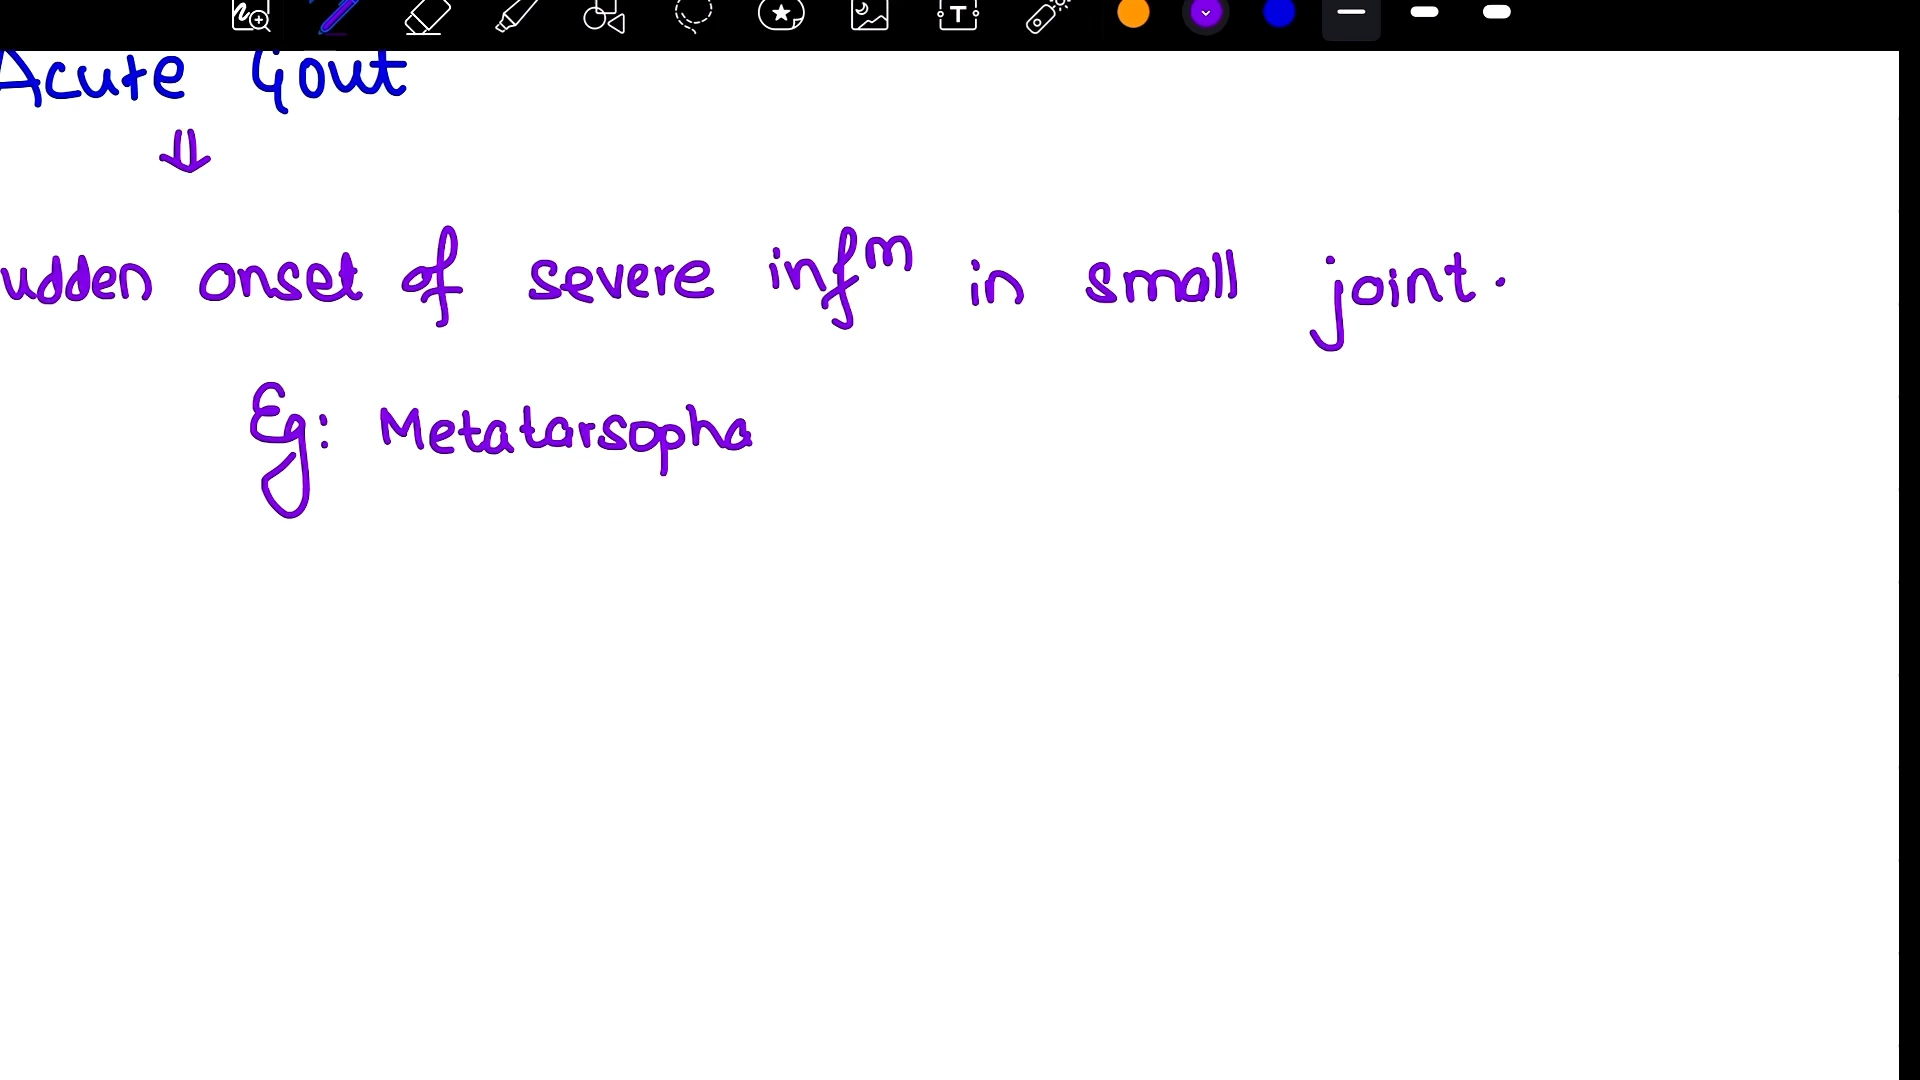 Acute Gout
⇓
udden onset of severe infᵐ in small joint.
Eg: Metatarsopha